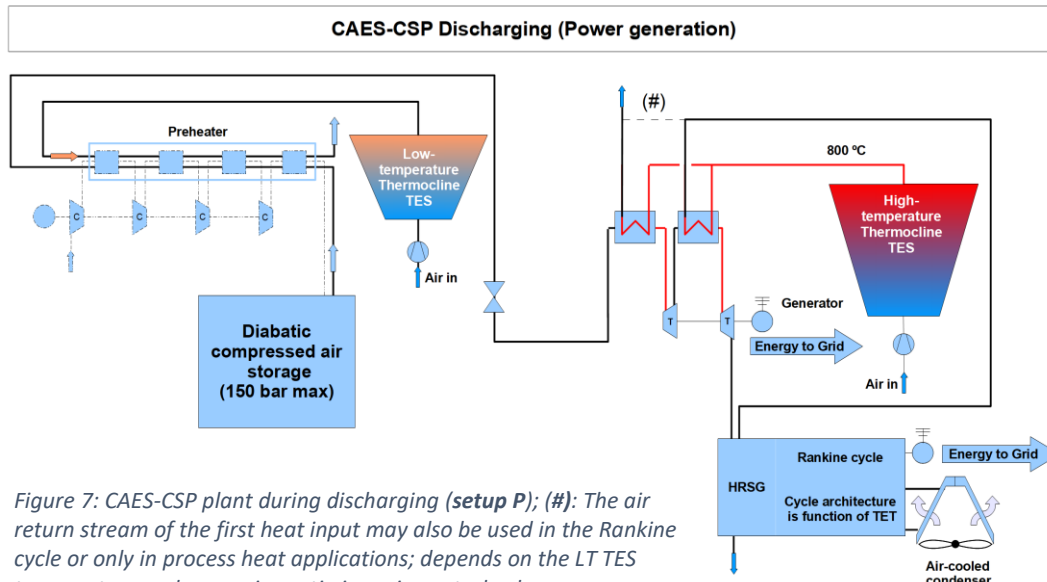 CAES-CSP Discharging (Power generation)
(#)
Preheater
800 ºC
Low-
temperature
Thermocline
TES
High-
temperature
Thermocline
TES
C
C
C
C
Air in
Generator
T
T
Energy to Grid
Diabatic
compressed air
storage
(150 bar max)
Air in
Rankine cycle
Energy to Grid
HRSG
Cycle architecture
is function of TET
Air-cooled
condenser
Figure 7: CAES-CSP plant during discharging (setup P); (#): The air
return stream of the first heat input may also be used in the Rankine
cycle or only in process heat applications; depends on the LT TES